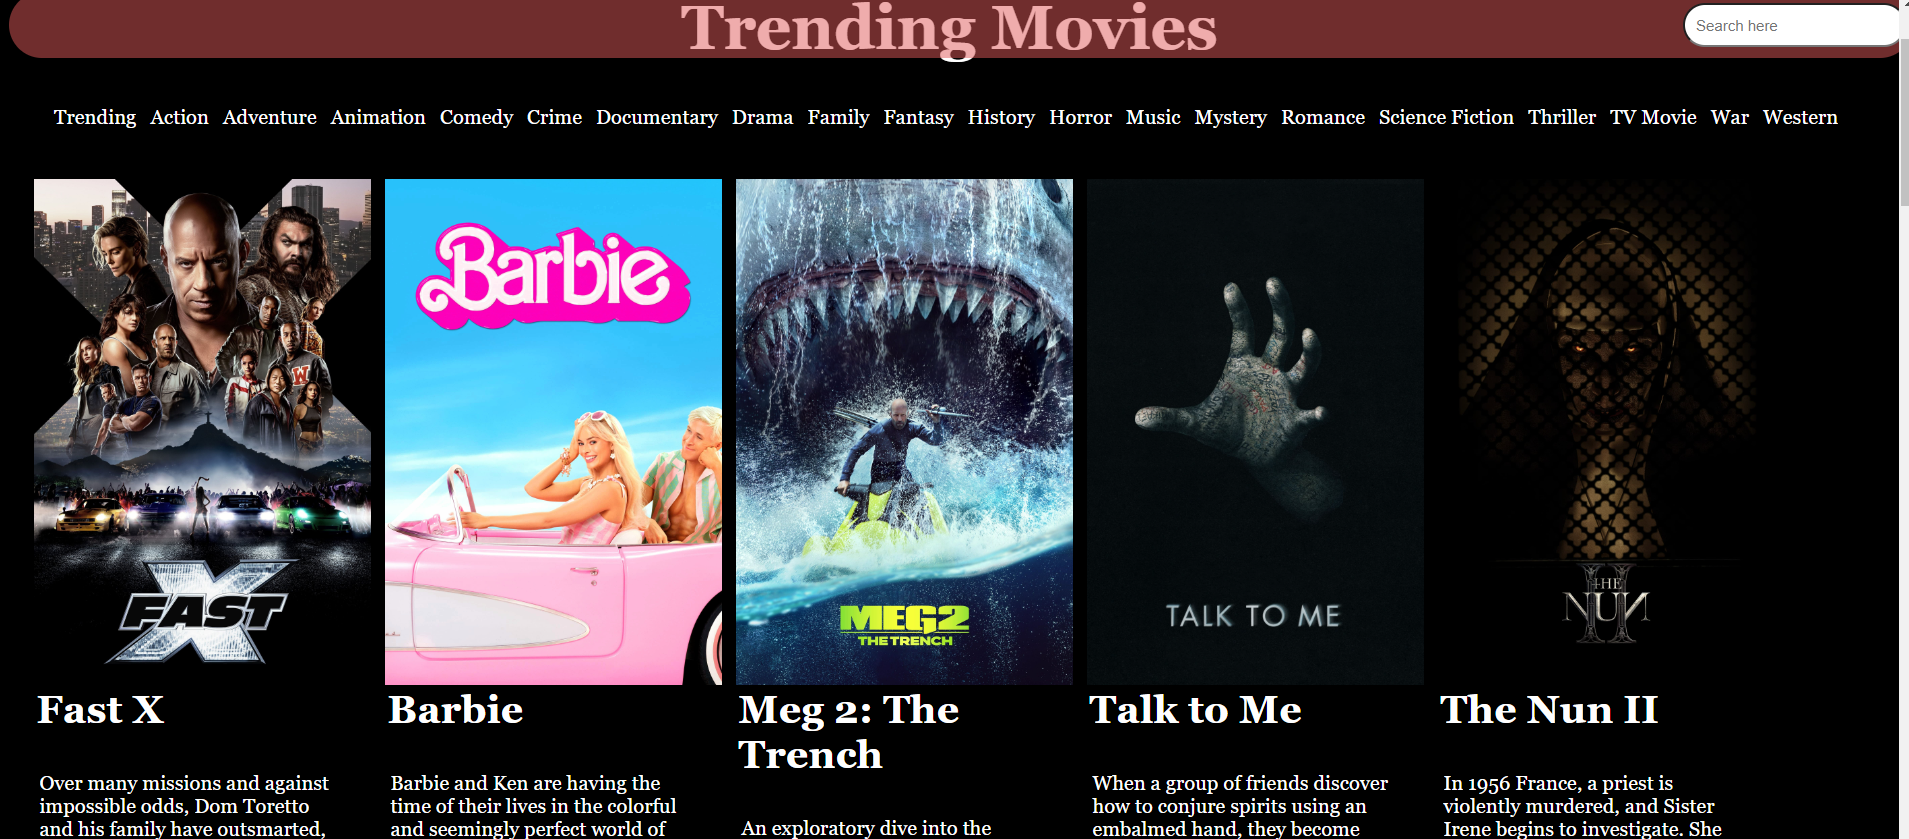 Trending Movies
Search here
Trending Action Adventure Animation Comedy Crime Documentary Drama Family Fantasy History Horror Music Mystery Romance Science Fiction Thriller TV Movie War Western
W
FAST X
Barbie
MEG2
THE TRENCH
TALK TO ME
THE
NUN
II
Fast X
Over many missions and against
impossible odds, Dom Toretto
and his family have outsmarted,
Barbie
Barbie and Ken are having the
time of their lives in the colorful
and seemingly perfect world of
Meg 2: The
Trench
An exploratory dive into the
Talk to Me
When a group of friends discover
how to conjure spirits using an
embalmed hand, they become
The Nun II
In 1956 France, a priest is
violently murdered, and Sister
Irene begins to investigate. She